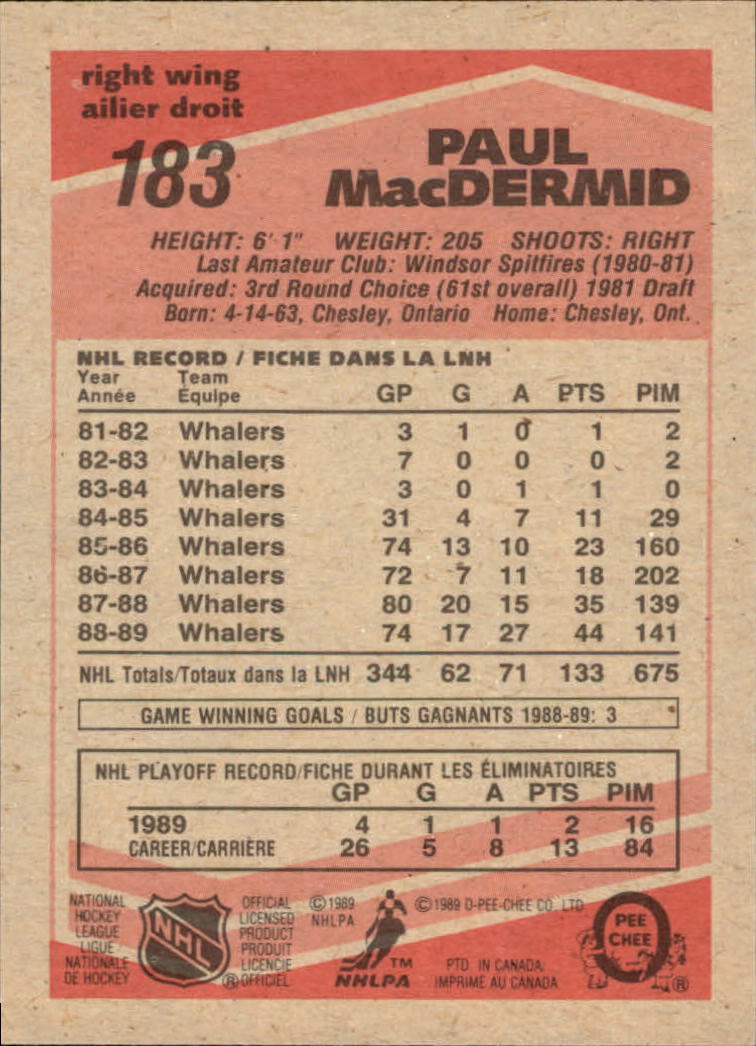 right wing
ailier droit
183
PAUL
MacDERMID
HEIGHT: 6' 1" WEIGHT: 205 SHOOTS: RIGHT
Last Amateur Club: Windsor Spitfires (1980-81)
Acquired: 3rd Round Choice (61st overall) 1981 Draft
Born: 4-14-63, Chesley, Ontario Home: Chesley, Ont.
NHL RECORD / FICHE DANS LA LNH
Year Team
Année Équipe GP G A PTS PIM
81-82 Whalers 3 1 0 1 2
82-83 Whalers 7 0 0 0 2
83-84 Whalers 3 0 1 1 0
84-85 Whalers 31 4 7 11 29
85-86 Whalers 74 13 10 23 160
86-87 Whalers 72 7 11 18 202
87-88 Whalers 80 20 15 35 139
88-89 Whalers 74 17 27 44 141
NHL Totals/Totaux dans la LNH 344 62 71 133 675
GAME WINNING GOALS / BUTS GAGNANTS 1988-89: 3
NHL PLAYOFF RECORD/FICHE DURANT LES ÉLIMINATOIRES
GP G A PTS PIM
1989 4 1 1 2 16
CAREER/CARRIÈRE 26 5 8 13 84
NATIONAL
HOCKEY
LEAGUE
LIGUE
NATIONALE
DE HOCKEY
NHL
OFFICIAL
LICENSED
PRODUCT
PRODUIT
LICENCIE
® OFFICIEL
© 1989
NHLPA
TM
NHLPA
© 1989 O-PEE-CHEE CO. LTD.
PTD. IN CANADA
IMPRIME AU CANADA
O
PEE
CHEE
®